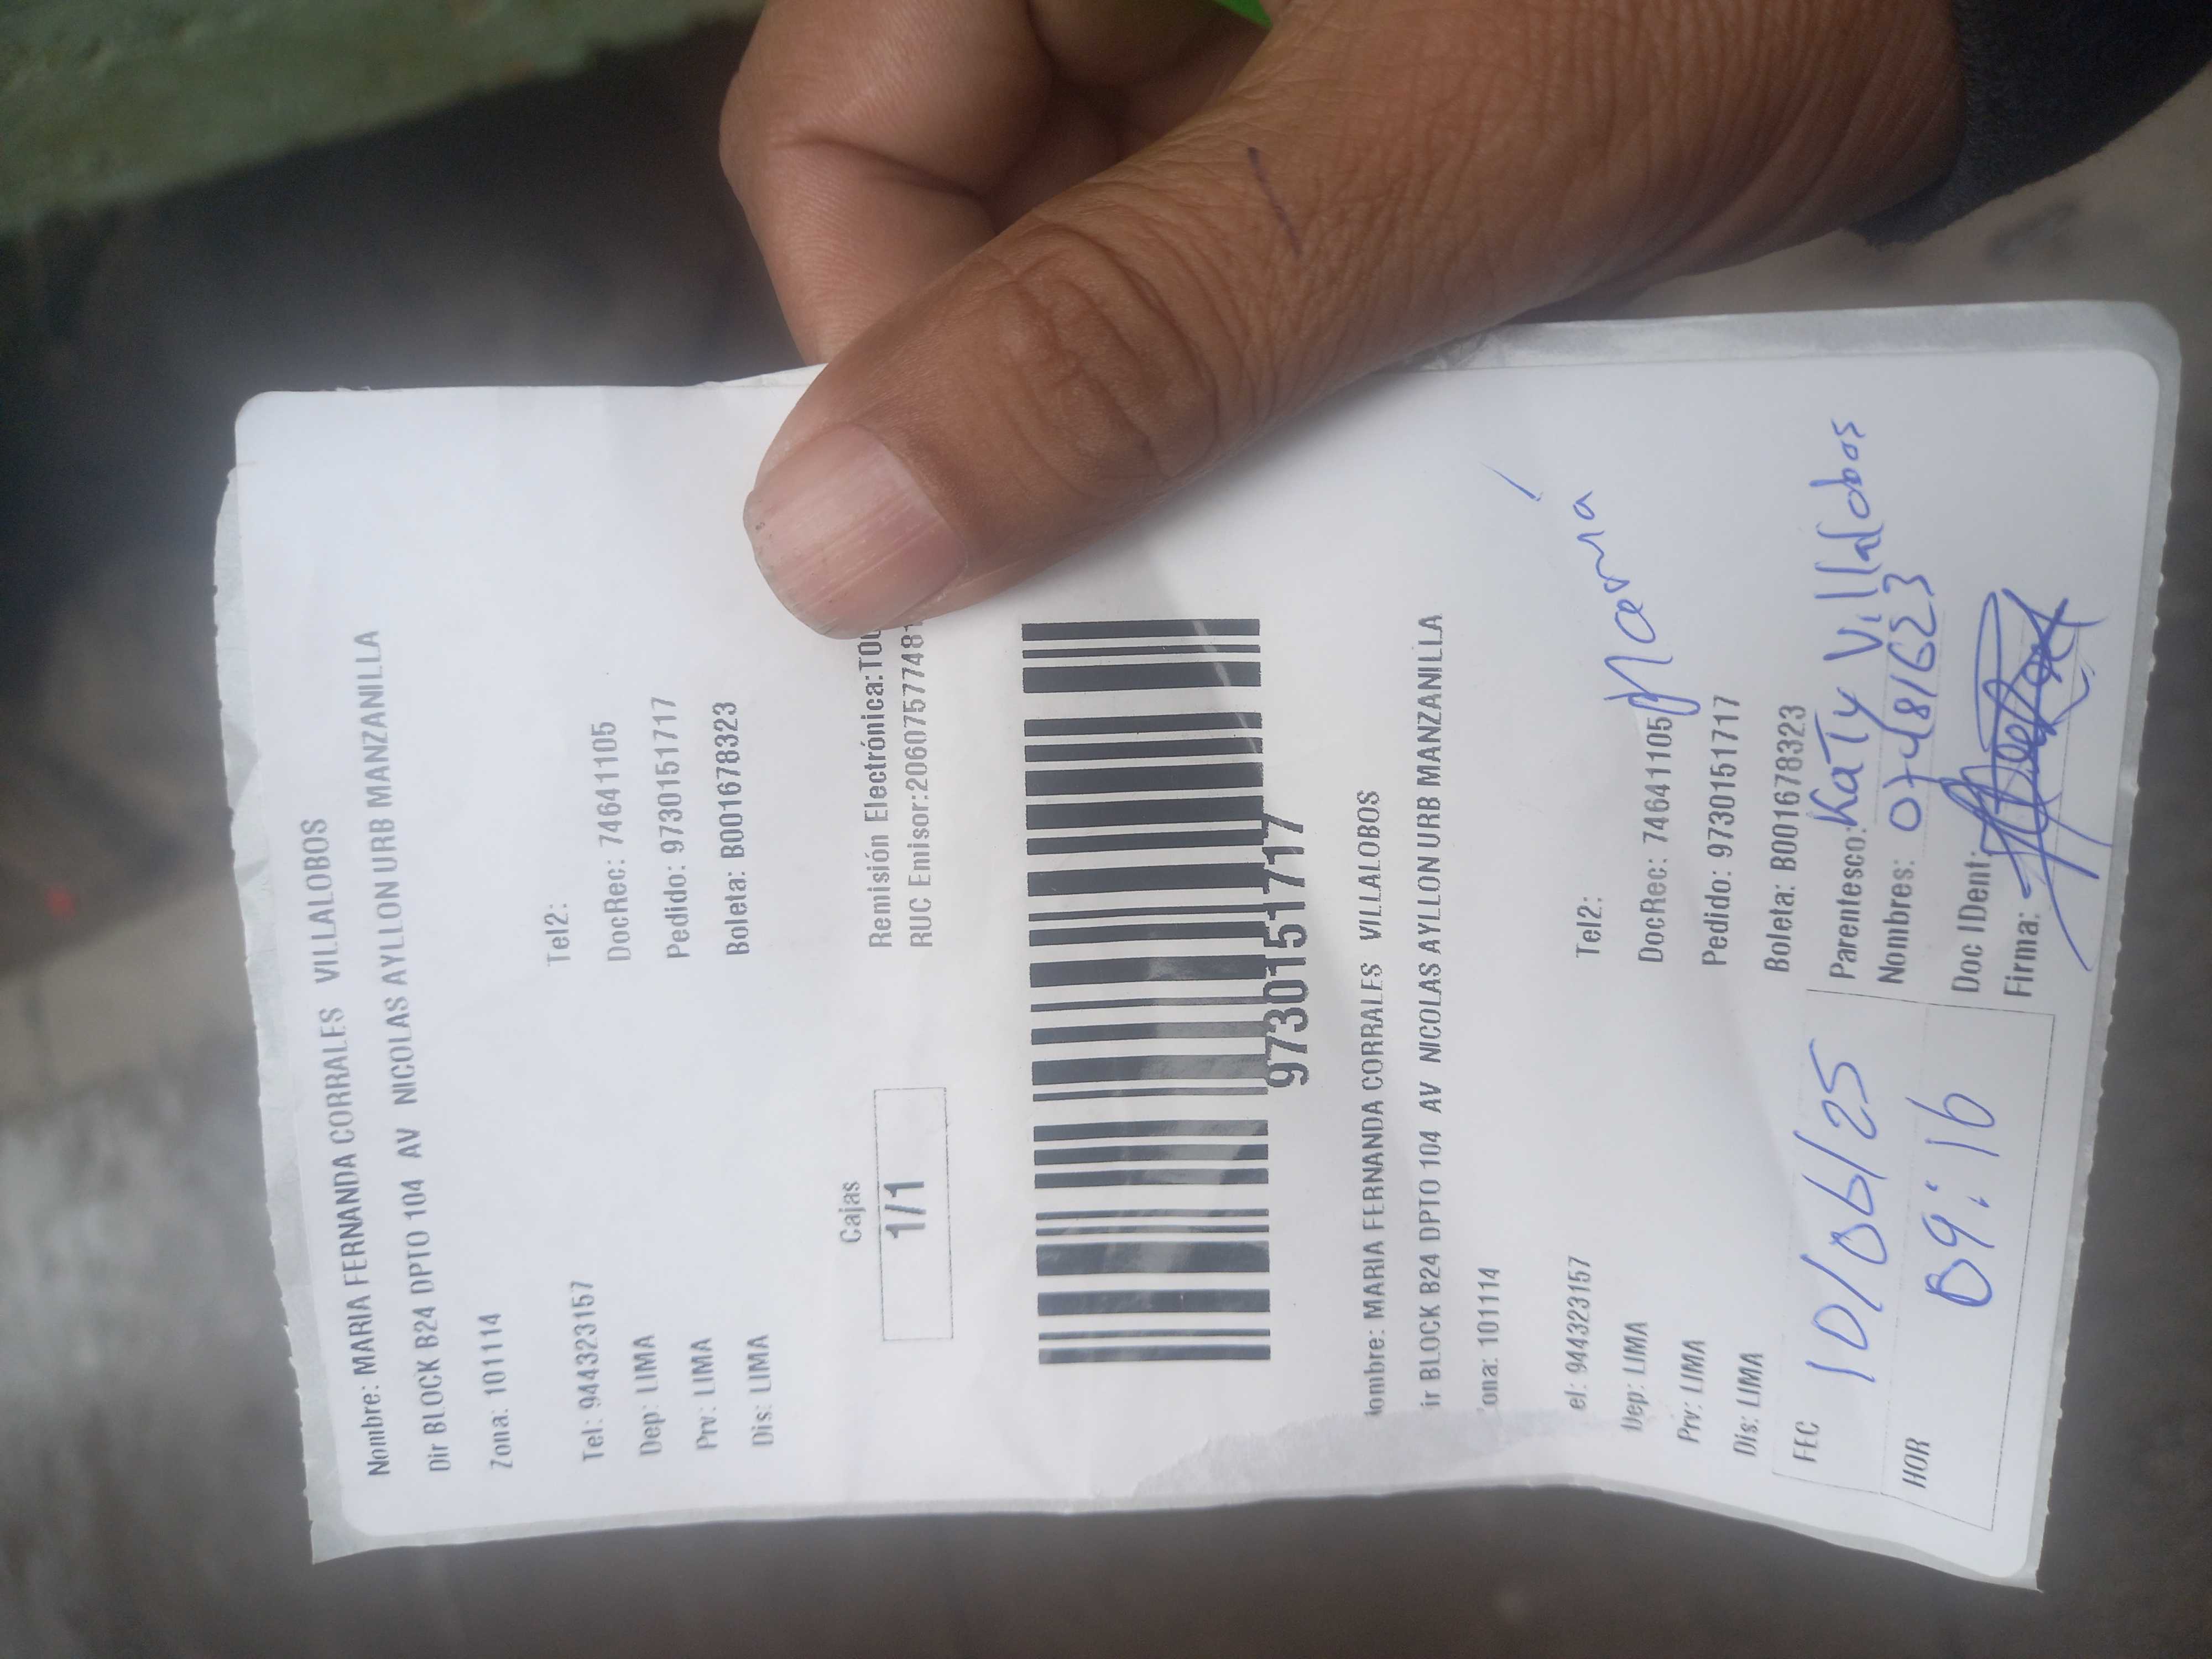 Nombre: MARIA FERNANDA CORRALES VILLALOBOS
Dir BLOCK B24 DPTO 104 AV NICOLAS AYLLON URB MANZANILLA
Zona: 101114
Tel: 944323157 Tel2:
Dep: LIMA DocRec: 74641105
Prv: LIMA Pedido: 9730151717
Dis: LIMA Boleta: B001678323
Cajas
1/1
Remisión Electrónica:
RUC Emisor:
9730151717
ombre: MARIA FERNANDA CORRALES VILLALOBOS
ir BLOCK B24 DPTO 104 AV NICOLAS AYLLON URB MANZANILLA
ona: 101114
el: 944323157 Tel2:
Dep: LIMA DocRec: 74641105 Mamá
Prv: LIMA Pedido: 9730151717
Dis: LIMA Boleta: B001678323
FEC 10/06/25
HOR 09:16
Parentesco: Katy Villalobos
Nombres: 07481623
Doc IDent:
Firma: